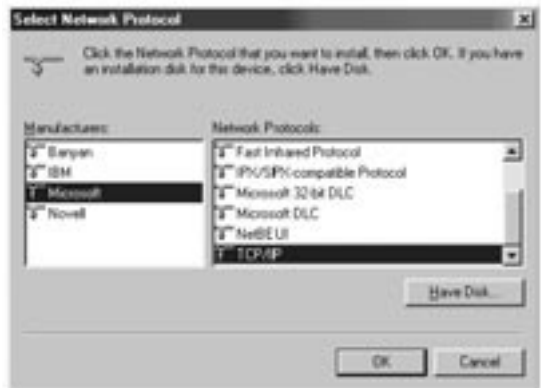 Select Network Protocol
Click the Network Protocol that you want to install, then click OK. If you have
an installation disk for this device, click Have Disk.
Manufacturers:
Banyan
IBM
Microsoft
Novell
Network Protocols:
Fast Infrared Protocol
IPX/SPX-compatible Protocol
Microsoft 32-bit DLC
Microsoft DLC
NetBEUI
TCP/IP
Have Disk...
OK
Cancel